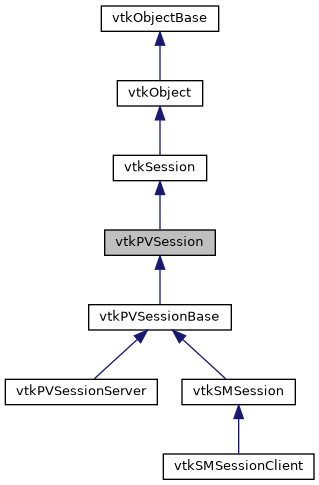 vtkObjectBase
vtkObject
vtkSession
vtkPVSession
vtkPVSessionBase
vtkPVSessionServer
vtkSMSession
vtkSMSessionClient